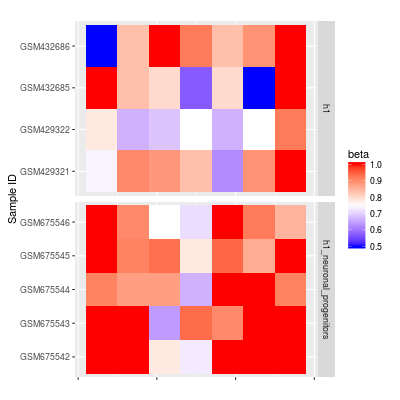 Sample ID
GSM432686
GSM432685
GSM429322
GSM429321
h1
GSM675546
GSM675545
GSM675544
GSM675543
GSM675542
h1_neuronal_progenitors
beta
1.0
0.9
0.8
0.7
0.6
0.5